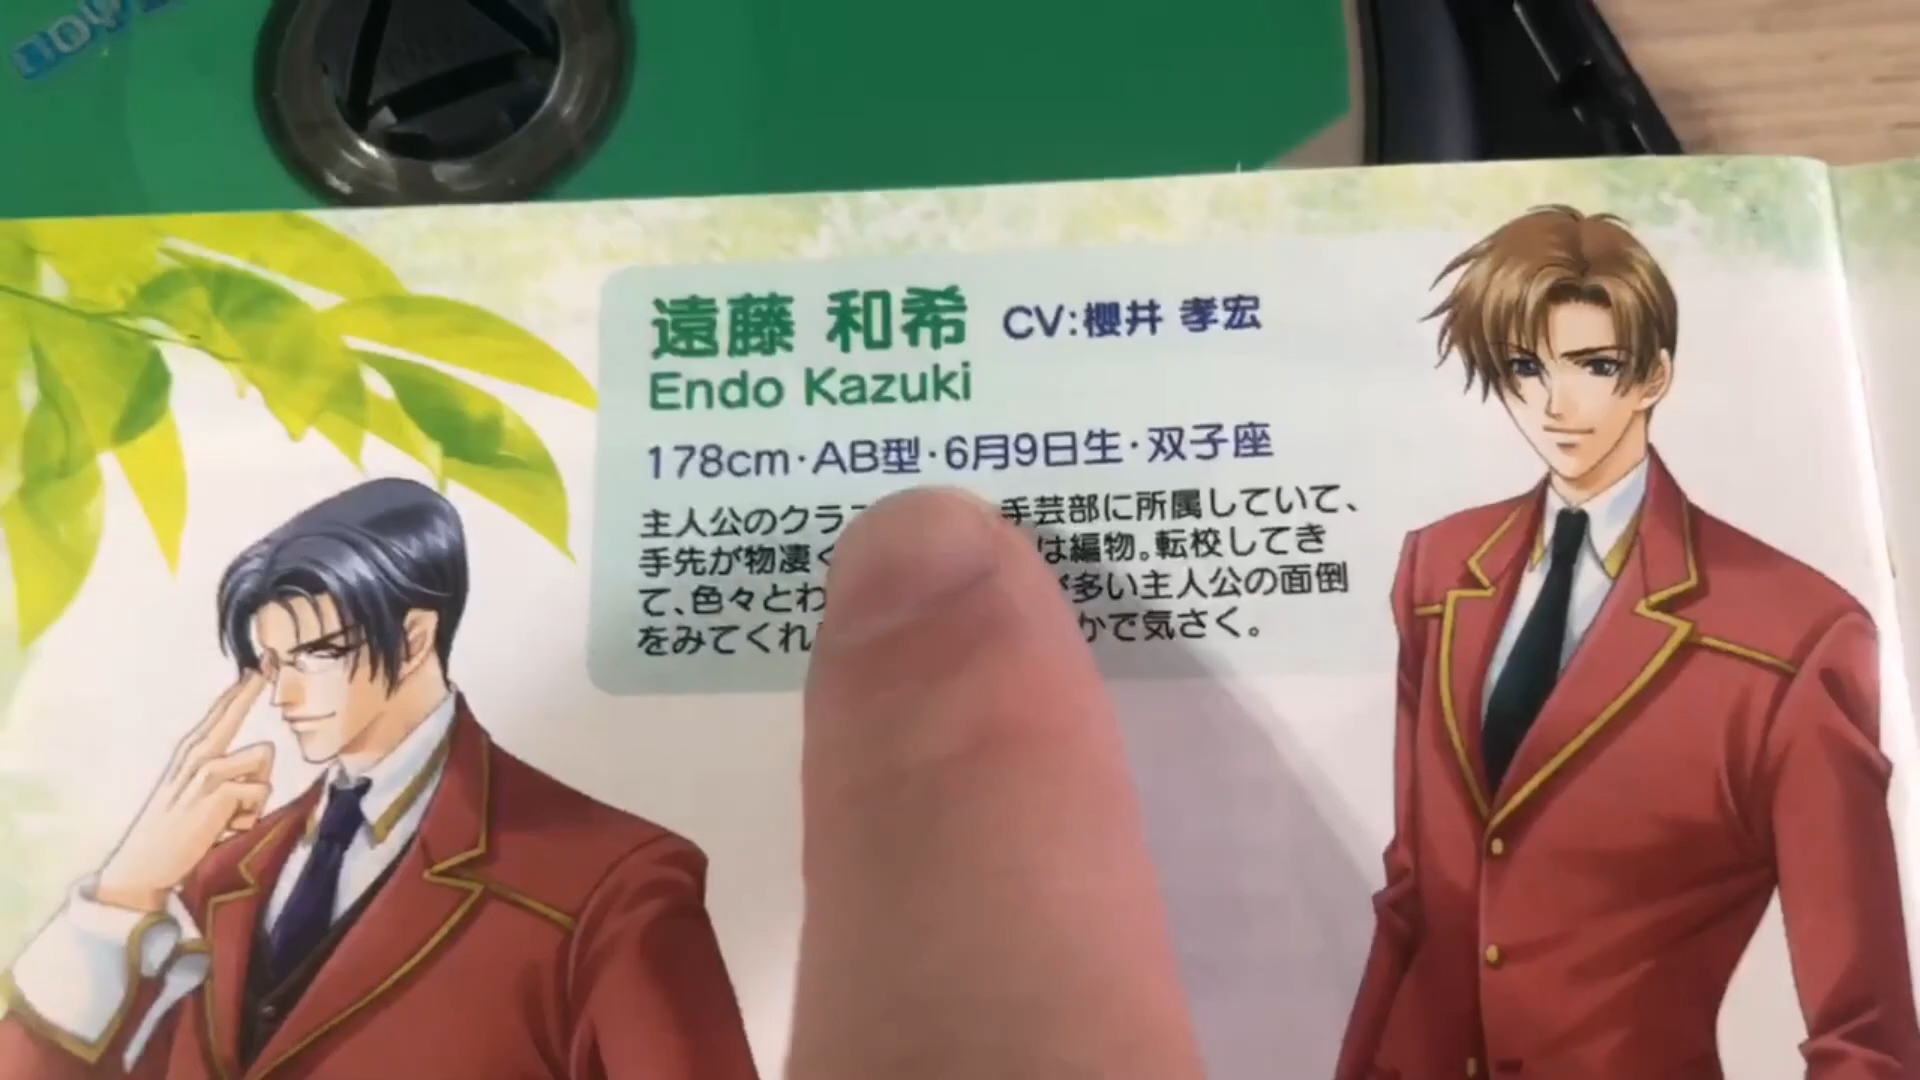 遠藤 和希 CV:櫻井 孝宏
Endo Kazuki
178cm・AB型・6月9日生・双子座
主人公のクラ 手芸部に所属していて、
手先が物凄く は編物。転校してき
て、色々とわ が多い主人公の面倒
をみてくれ かで気さく。